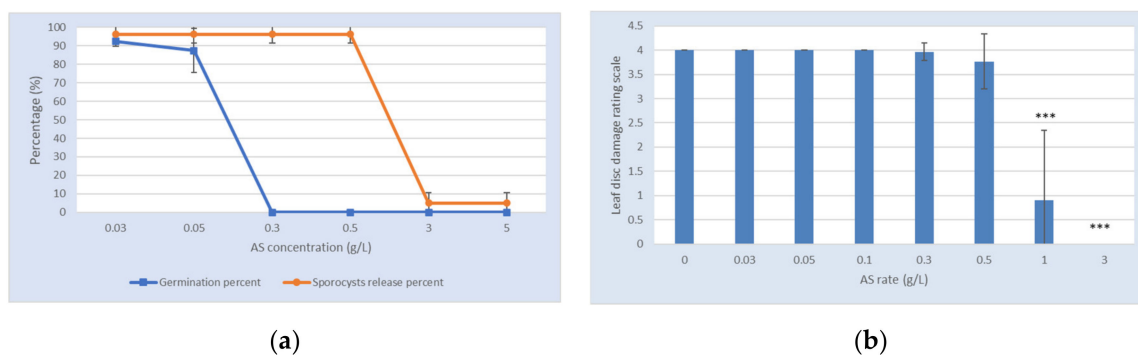 100
90
80
70
60
50
40
30
20
10
0
Percentage (%)
0.03 0.05 0.3 0.5 3 5
AS concentration (g/L)
Germination percent Sporocysts release percent
(a)
4.5
4
3.5
3
2.5
2
1.5
1
0.5
0
Leaf disc damage rating scale
***
***
0 0.03 0.05 0.1 0.3 0.5 1 3
AS rate (g/L)
(b)